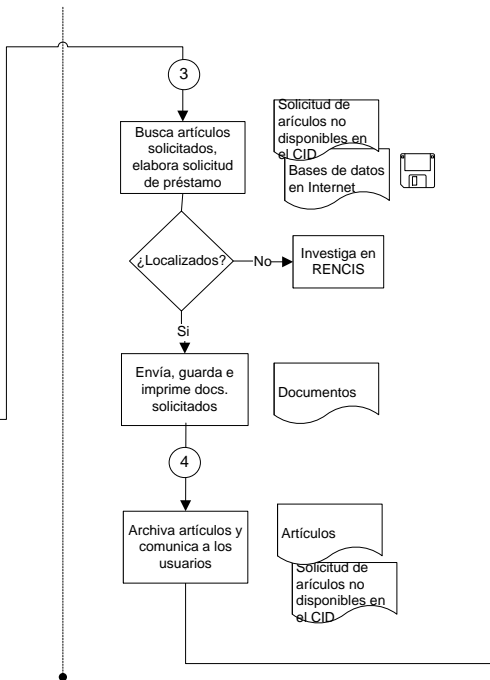 3
Busca artículos
solicitados,
elabora solicitud
de préstamo
Solicitud de
arículos no
disponibles en
el CID
Bases de datos
en Internet
¿Localizados?
No
Investiga en
RENCIS
Si
Envía, guarda e
imprime docs.
solicitados
Documentos
4
Archiva artículos y
comunica a los
usuarios
Artículos
Solicitud de
arículos no
disponibles en
el CID